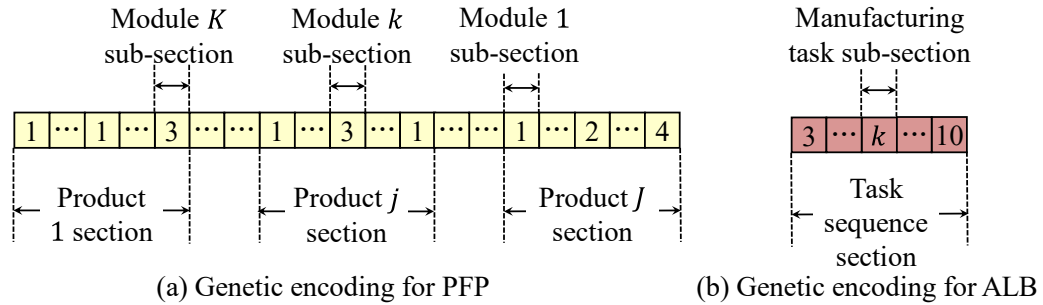 Module K
sub-section
Module k
sub-section
Module 1
sub-section
1 ··· 1 ··· 3 ··· ··· 1 ··· 3 ··· 1 ··· ··· 1 ··· 2 ··· 4
Product
1 section
Product j
section
Product J
section
(a) Genetic encoding for PFP
Manufacturing
task sub-section
3 ··· k ··· 10
Task
sequence
section
(b) Genetic encoding for ALB